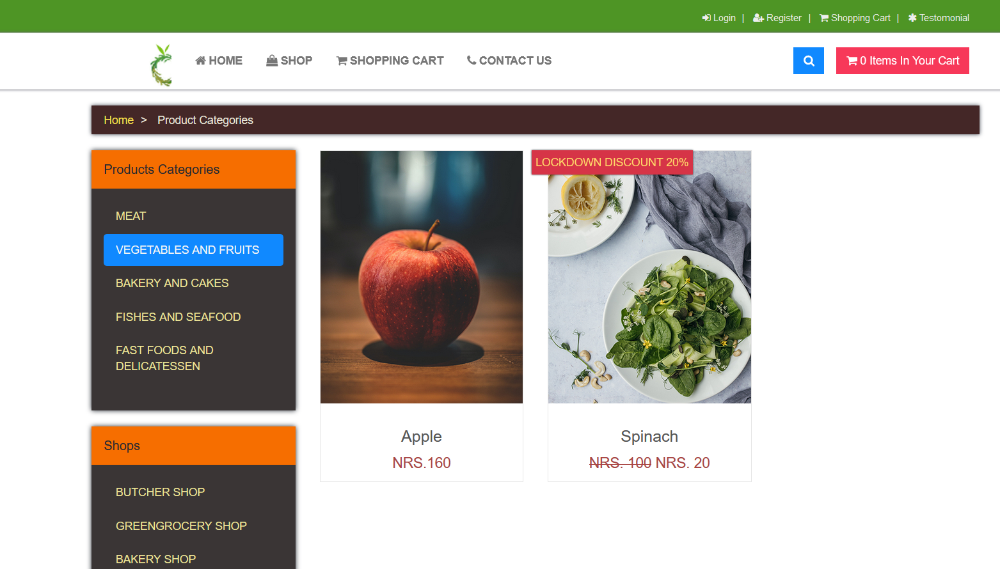 Login | Register | Shopping Cart | Testomonial
HOME SHOP SHOPPING CART CONTACT US 0 Items In Your Cart
Home > Product Categories
Products Categories
MEAT
VEGETABLES AND FRUITS
BAKERY AND CAKES
FISHES AND SEAFOOD
FAST FOODS AND
DELICATESSEN
Shops
BUTCHER SHOP
GREENGROCERY SHOP
BAKERY SHOP
Apple
NRS.160
LOCKDOWN DISCOUNT 20%
Spinach
NRS. 100 NRS. 20